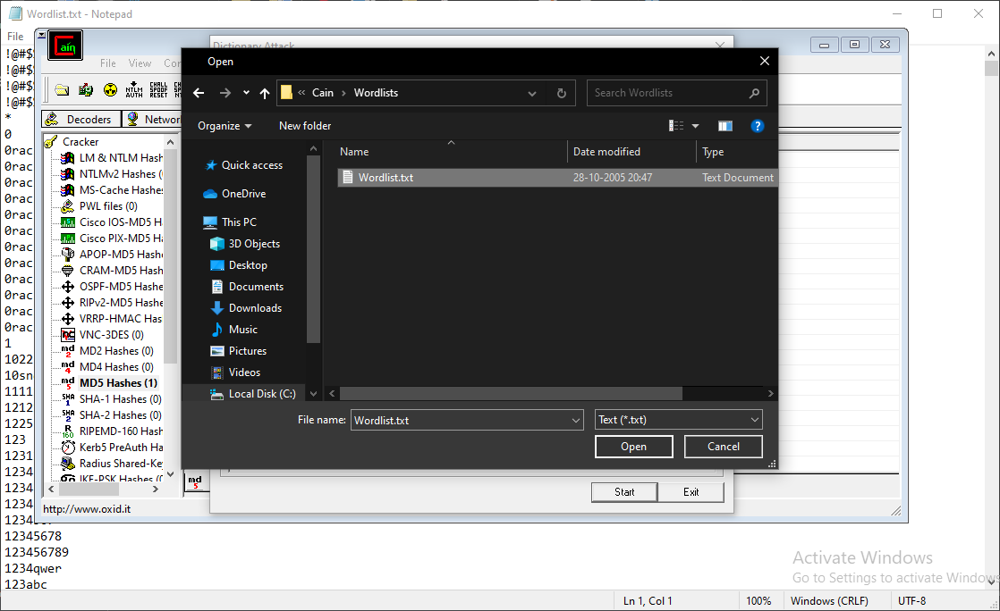 Wordlist.txt - Notepad
File
!@#$
!@#$
!@#$
!@#$
*
0
0rac
0rac
0rac
0rac
0rac
0rac
0rac
0rac
0rac
0rac
0rac
0rac
1
1022
10sn
1111
1212
1225
123
1231
1234
1234
1234
12345678
123456789
1234qwer
123abc
Ln 1, Col 1
100%
Windows (CRLF)
UTF-8
Cain
File View Con
NTLM AUTH
CHALL SPOOF RESET
Decoders
Network
Cracker
LM & NTLM Hash
NTLMv2 Hashes (
MS-Cache Hashes
PWL files (0)
Cisco IOS-MD5 H
Cisco PIX-MD5 Ha
APOP-MD5 Hashe
CRAM-MD5 Hashe
OSPF-MD5 Hashe
RIPv2-MD5 Hashe
VRRP-HMAC Has
VNC-3DES (0)
MD2 Hashes (0)
MD4 Hashes (0)
MD5 Hashes (1)
SHA-1 Hashes (0)
SHA-2 Hashes (0)
RIPEMD-160 Hash
Kerb5 PreAuth Ha
Radius Shared-Key
IKE-PSK Hashes (0
md 5
http://www.oxid.it
Dictionary Attack
Start
Exit
Open
« Cain › Wordlists
Search Wordlists
Organize
New folder
?
Quick access
OneDrive
This PC
3D Objects
Desktop
Documents
Downloads
Music
Pictures
Videos
Local Disk (C:)
Name Date modified Type
Wordlist.txt 28-10-2005 20:47 Text Document
File name: Wordlist.txt
Text (*.txt)
Open
Cancel
Activate Windows
Go to Settings to activate Windows